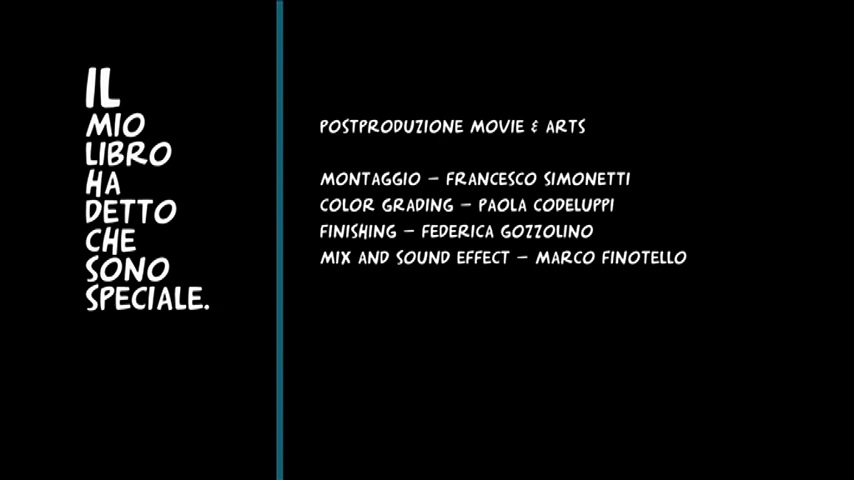 IL
MIO
LIBRO
HA
DETTO
CHE
SONO
SPECIALE.
POSTPRODUZIONE MOVIE & ARTS
MONTAGGIO – FRANCESCO SIMONETTI
COLOR GRADING – PAOLA CODELUPPI
FINISHING – FEDERICA GOZZOLINO
MIX AND SOUND EFFECT – MARCO FINOTELLO